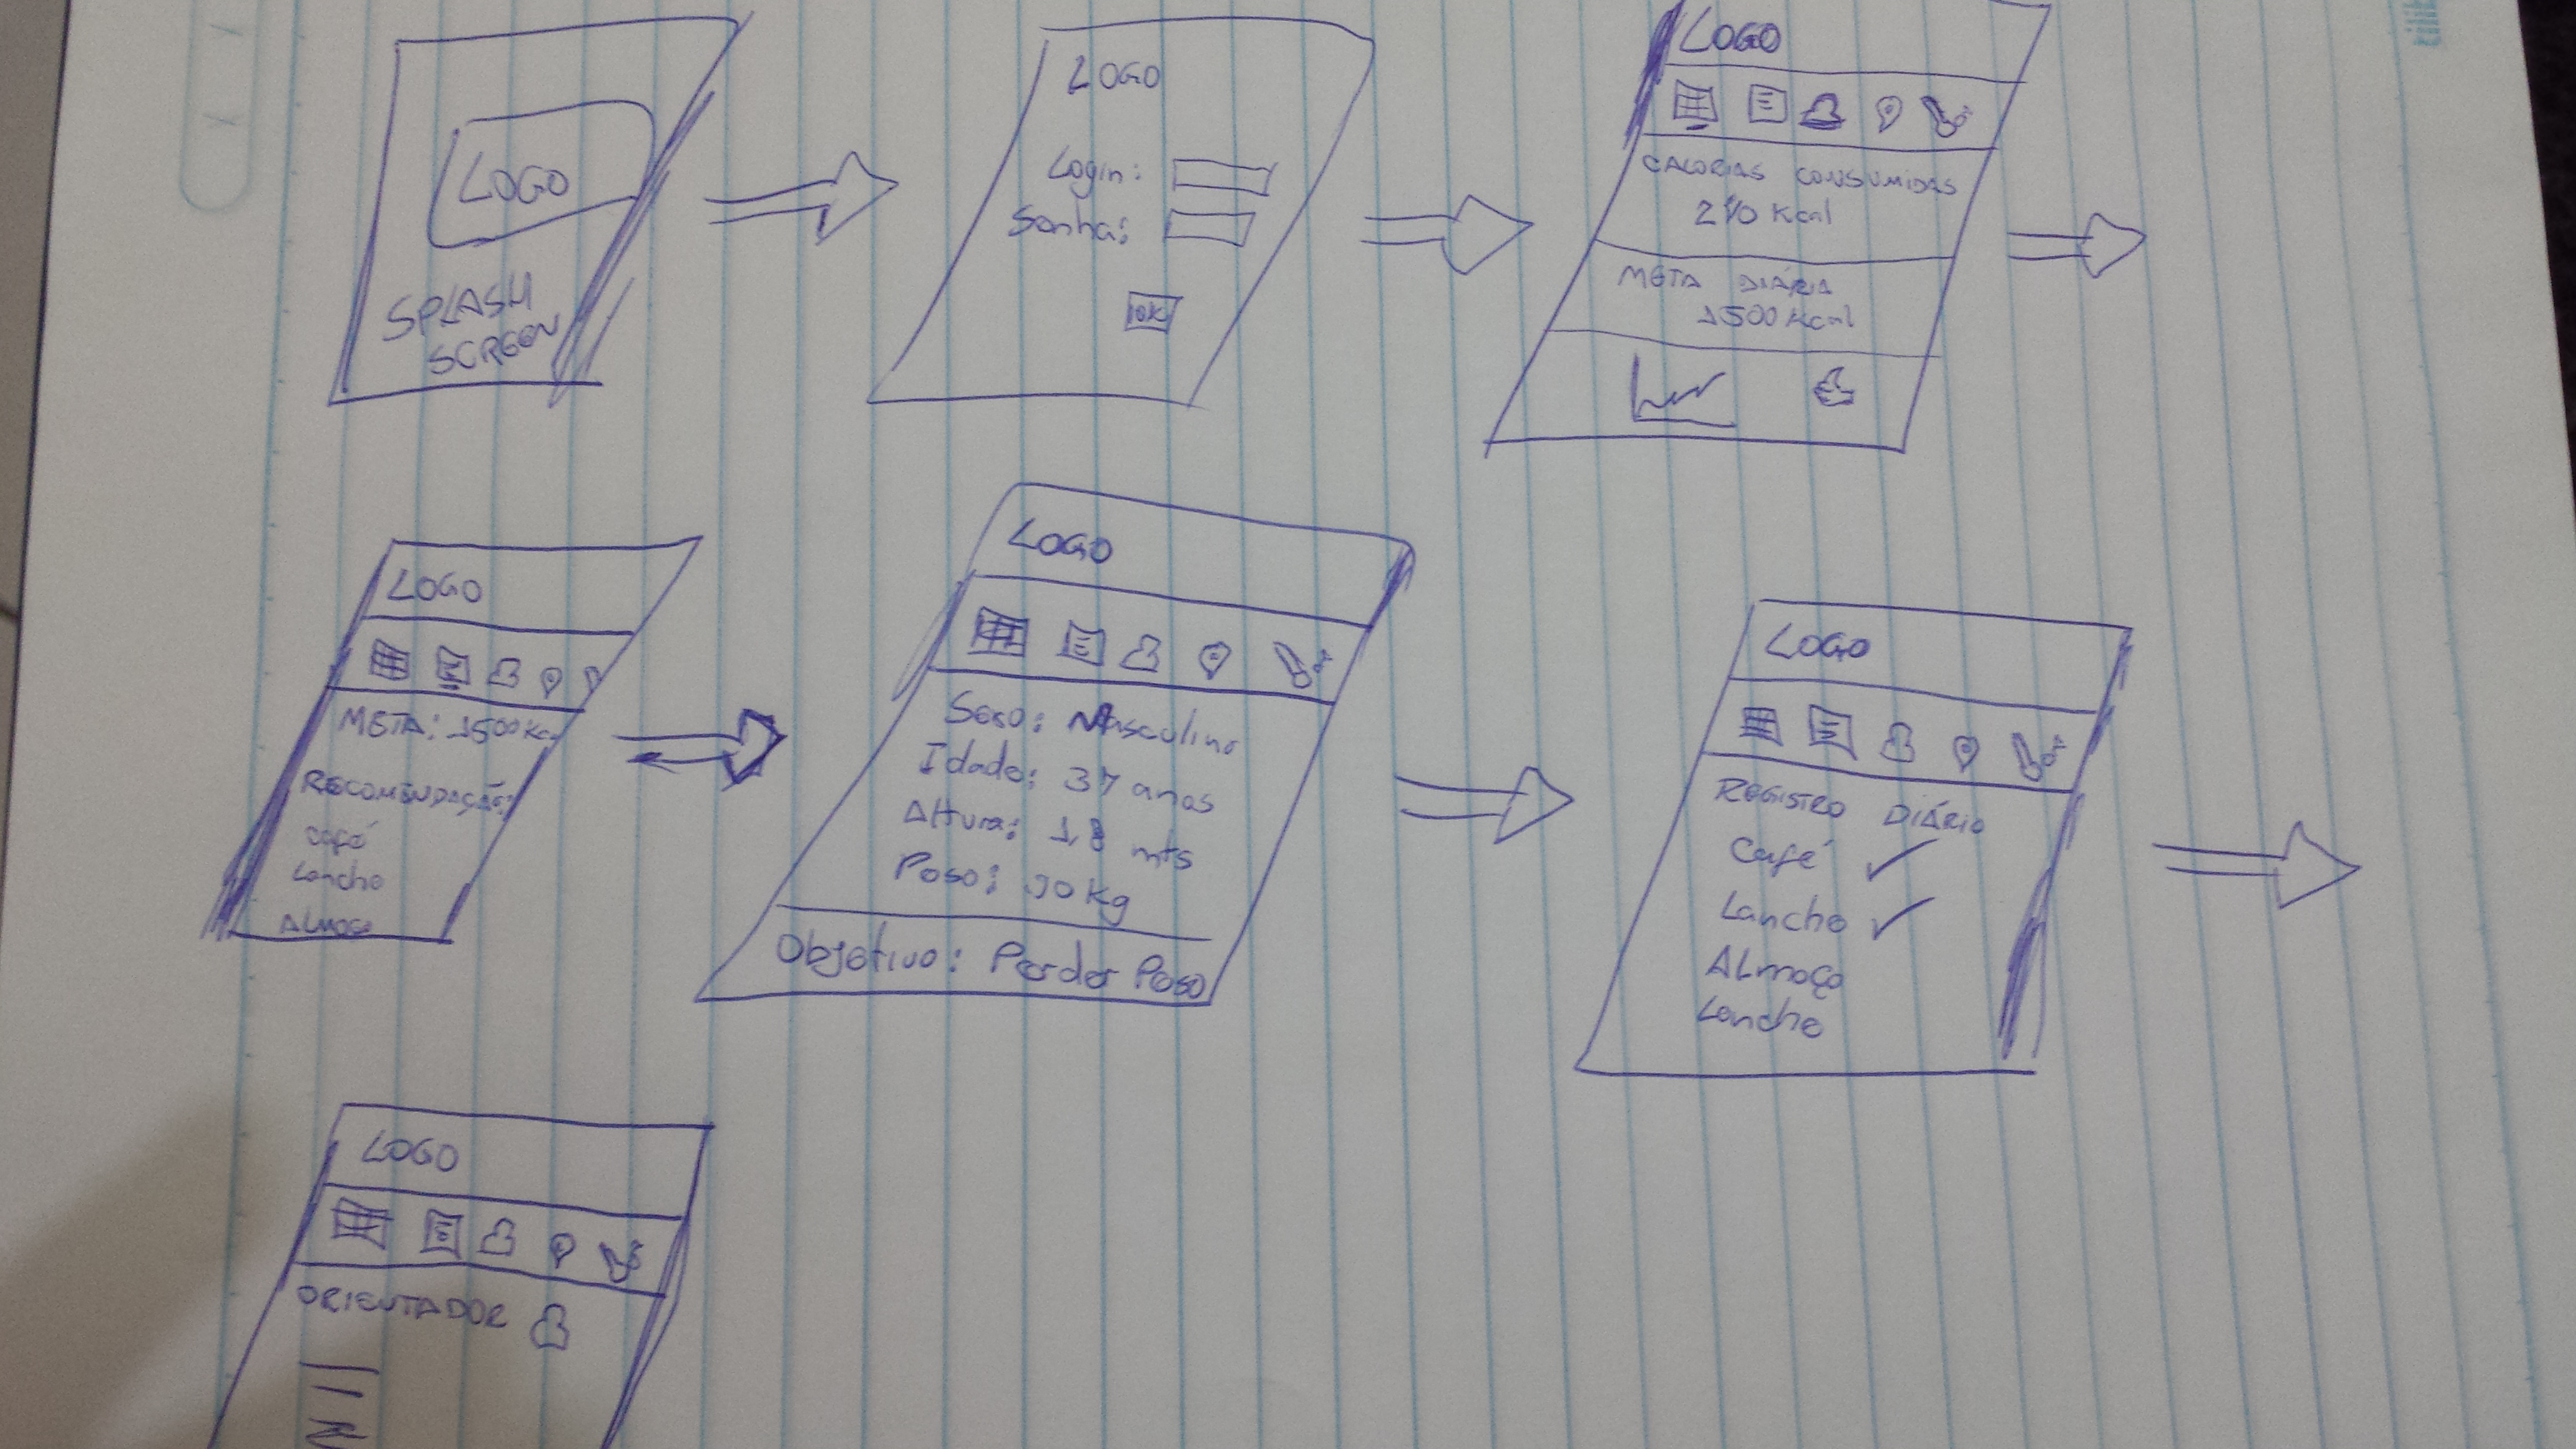 LOGO
SPLASH
SCREEN
LOGO
Login:
Senha:
OK
LOGO
CALORIAS CONSUMIDAS
210 Kcal
META DIÁRIA
1500 Kcal
LOGO
META: 1500 Kcal
RECOMENDAÇÃO:
Café
Lanche
ALMOÇO
LOGO
Sexo: Masculino
Idade: 37 anos
Altura: 1,8 mts
Peso: 90 Kg
Objetivo: Perder Peso
LOGO
REGISTRO DIÁRIO
Café ✓
Lanche ✓
ALmoço
Lanche
LOGO
ORIENTADOR